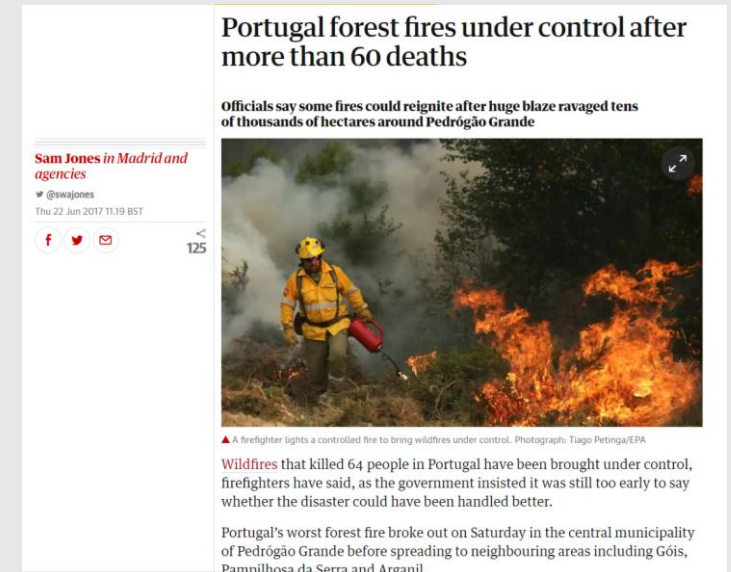 Portugal forest fires under control after
more than 60 deaths
Officials say some fires could reignite after huge blaze ravaged tens
of thousands of hectares around Pedrógão Grande
Sam Jones in Madrid and
agencies
@swajones
Thu 22 Jun 2017 11.19 BST
125
A firefighter lights a controlled fire to bring wildfires under control. Photograph: Tiago Petinga/EPA
Wildfires that killed 64 people in Portugal have been brought under control,
firefighters have said, as the government insisted it was still too early to say
whether the disaster could have been handled better.
Portugal’s worst forest fire broke out on Saturday in the central municipality
of Pedrógão Grande before spreading to neighbouring areas including Góis,
Pampilhosa da Serra and Arganil